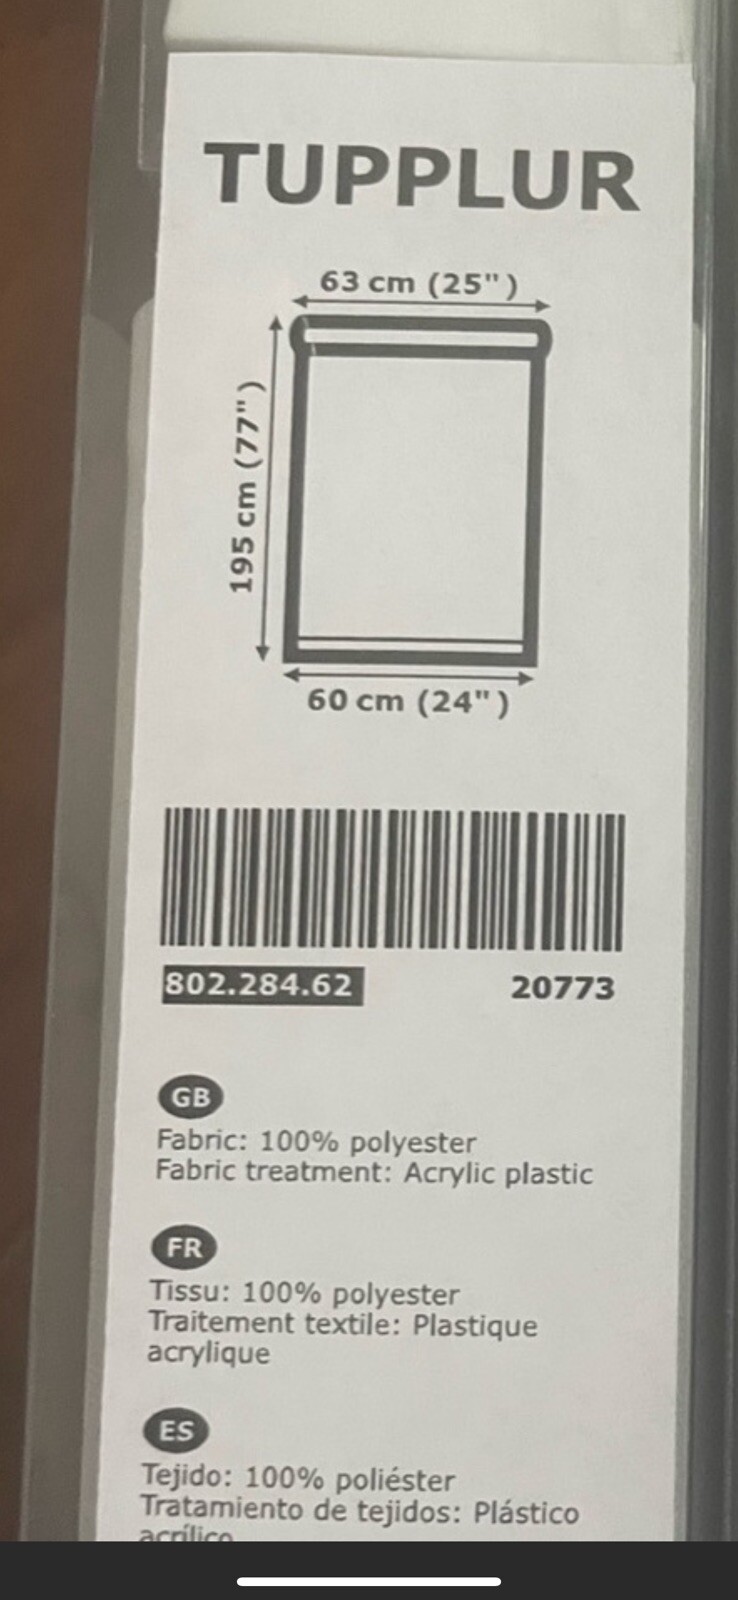 TUPPLUR
63 cm (25")
195 cm (77")
60 cm (24")
802.284.62 20773
GB
Fabric: 100% polyester
Fabric treatment: Acrylic plastic
FR
Tissu: 100% polyester
Traitement textile: Plastique
acrylique
ES
Tejido: 100% poliéster
Tratamiento de tejidos: Plástico
acrílico